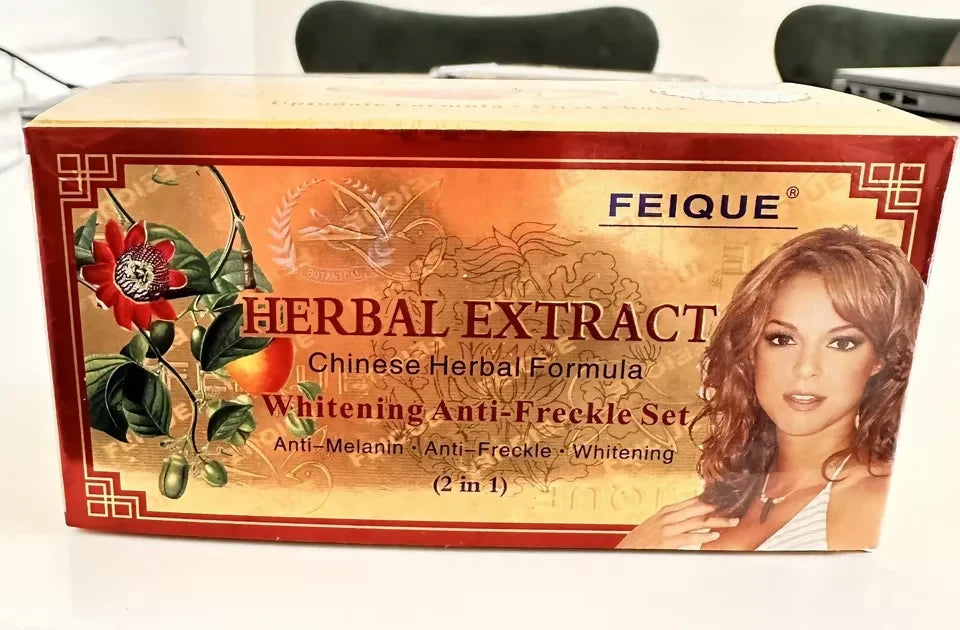 FEIQUE®
HERBAL EXTRACT
Chinese Herbal Formula
Whitening Anti-Freckle Set
Anti-Melanin · Anti-Freckle · Whitening
(2 in 1)